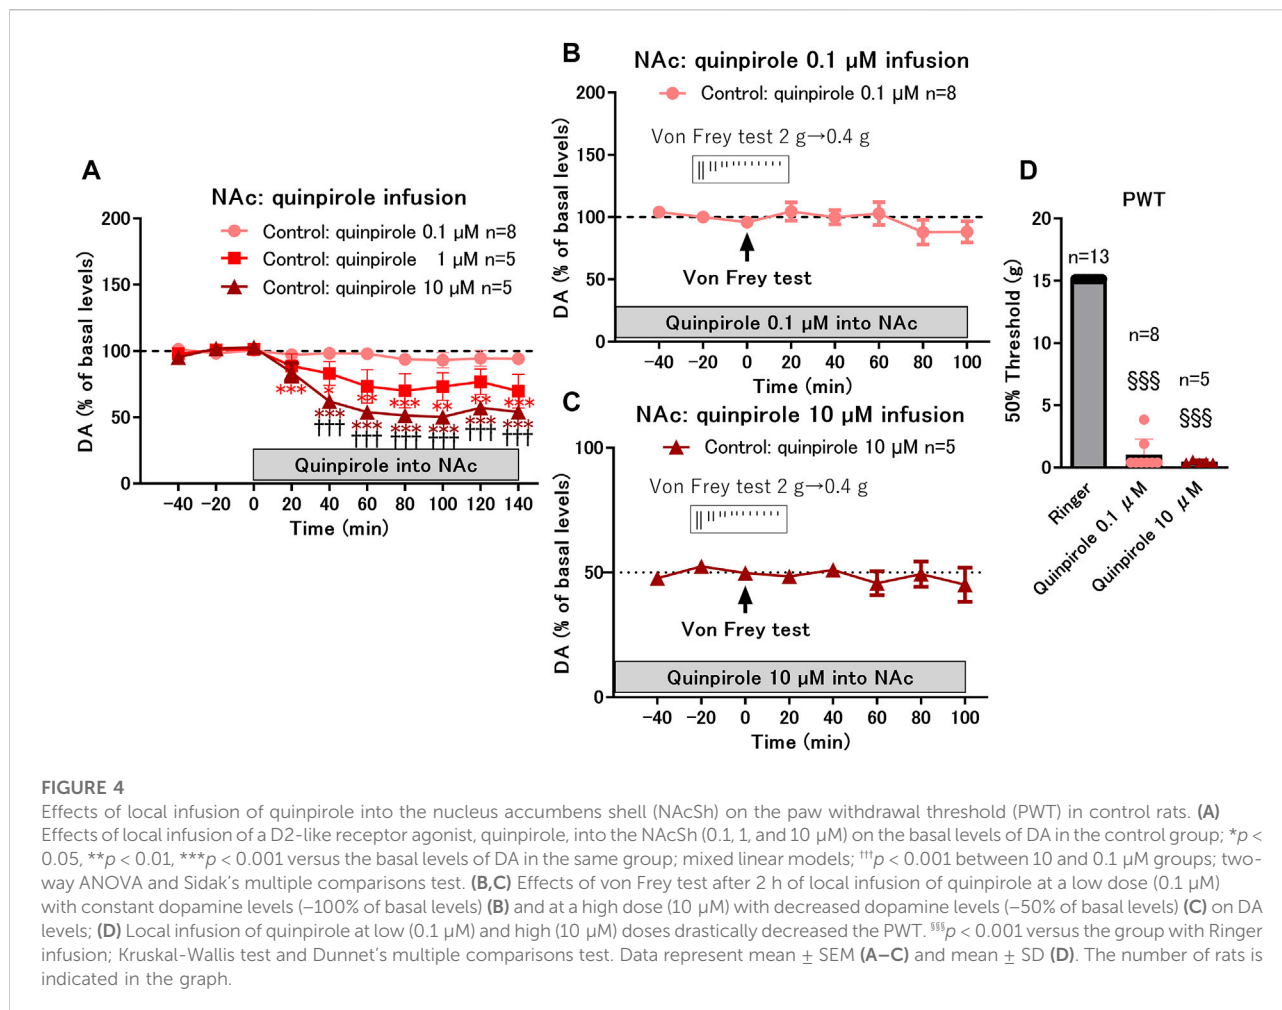 A
NAc: quinpirole infusion
Control: quinpirole 0.1 µM n=8
Control: quinpirole 1 µM n=5
Control: quinpirole 10 µM n=5
DA (% of basal levels)
200
150
100
50
0
***
*
**
***
**
**
***
***
***
***
***
***
***
†††
†††
†††
†††
†††
†††
Quinpirole into NAc
−40 −20 0 20 40 60 80 100 120 140
Time (min)
B
NAc: quinpirole 0.1 µM infusion
Control: quinpirole 0.1 µM n=8
Von Frey test 2 g→0.4 g
DA (% of basal levels)
200
150
100
50
0
Von Frey test
Quinpirole 0.1 µM into NAc
−40 −20 0 20 40 60 80 100
Time (min)
C
NAc: quinpirole 10 µM infusion
Control: quinpirole 10 µM n=5
Von Frey test 2 g→0.4 g
DA (% of basal levels)
100
50
0
Von Frey test
Quinpirole 10 µM into NAc
−40 −20 0 20 40 60 80 100
Time (min)
D
PWT
50% Threshold (g)
20
15
10
5
0
n=13
n=8
§§§
n=5
§§§
Ringer
Quinpirole 0.1 μM
Quinpirole 10 μM
FIGURE 4
Effects of local infusion of quinpirole into the nucleus accumbens shell (NAcSh) on the paw withdrawal threshold (PWT) in control rats. (A)
Effects of local infusion of a D2-like receptor agonist, quinpirole, into the NAcSh (0.1, 1, and 10 µM) on the basal levels of DA in the control group; *p <
0.05, **p < 0.01, ***p < 0.001 versus the basal levels of DA in the same group; mixed linear models; †††p < 0.001 between 10 and 0.1 µM groups; two-
way ANOVA and Sidak's multiple comparisons test. (B,C) Effects of von Frey test after 2 h of local infusion of quinpirole at a low dose (0.1 µM)
with constant dopamine levels (−100% of basal levels) (B) and at a high dose (10 µM) with decreased dopamine levels (−50% of basal levels) (C) on DA
levels; (D) Local infusion of quinpirole at low (0.1 µM) and high (10 µM) doses drastically decreased the PWT. §§§p < 0.001 versus the group with Ringer
infusion; Kruskal-Wallis test and Dunnet's multiple comparisons test. Data represent mean ± SEM (A–C) and mean ± SD (D). The number of rats is
indicated in the graph.